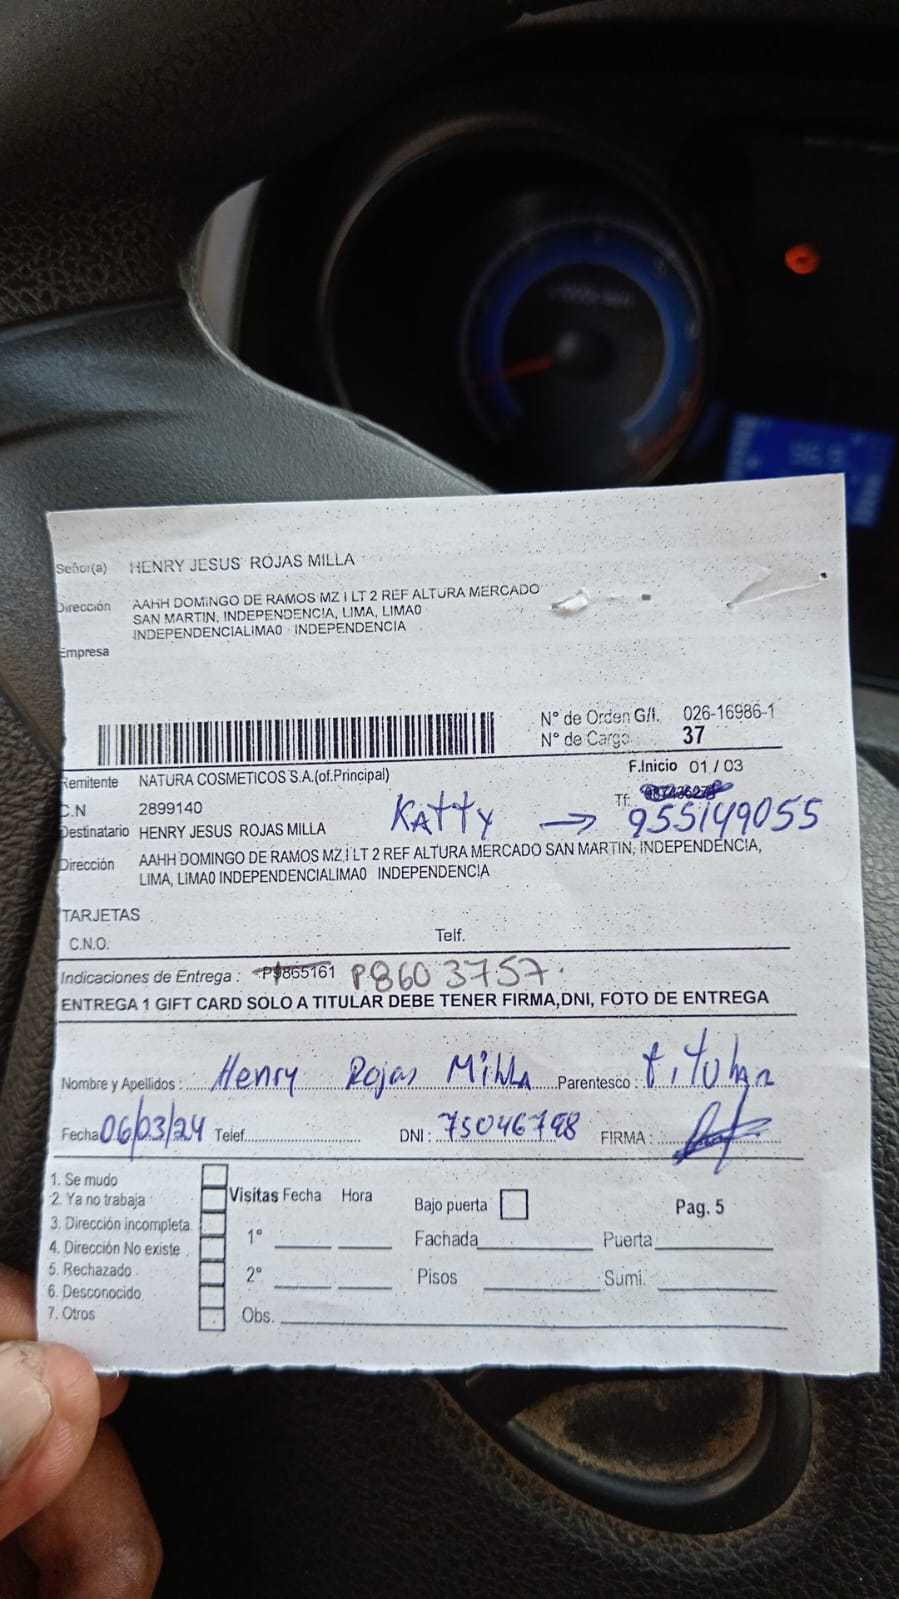 Señor(a) HENRY JESUS ROJAS MILLA
Dirección AAHH DOMINGO DE RAMOS MZ I LT 2 REF ALTURA MERCADO
SAN MARTIN, INDEPENDENCIA, LIMA, LIMA0
INDEPENDENCIALIMA0 INDEPENDENCIA
Empresa
N° de Orden G/I. 026-16986-1
N° de Cargo 37
Remitente NATURA COSMETICOS S.A.(of.Principal)
F.Inicio 01 / 03
C.N 2899140
Tf:
Katty → 955149055
Destinatario HENRY JESUS ROJAS MILLA
Dirección AAHH DOMINGO DE RAMOS MZ I LT 2 REF ALTURA MERCADO SAN MARTIN, INDEPENDENCIA,
LIMA, LIMA0 INDEPENDENCIALIMA0 INDEPENDENCIA
TARJETAS
C.N.O. Telf.
Indicaciones de Entrega : P9865161 P8603757.
ENTREGA 1 GIFT CARD SOLO A TITULAR DEBE TENER FIRMA,DNI, FOTO DE ENTREGA
Nombre y Apellidos : Henry Rojas Milla Parentesco : titular
Fecha 06/03/24 Telef. DNI : 75046798 FIRMA :
1. Se mudo
2. Ya no trabaja
3. Dirección incompleta
4. Dirección No existe
5. Rechazado
6. Desconocido
7. Otros
Visitas Fecha Hora
1°
2°
Obs.
Bajo puerta Pag. 5
Fachada Puerta
Pisos Sumi.